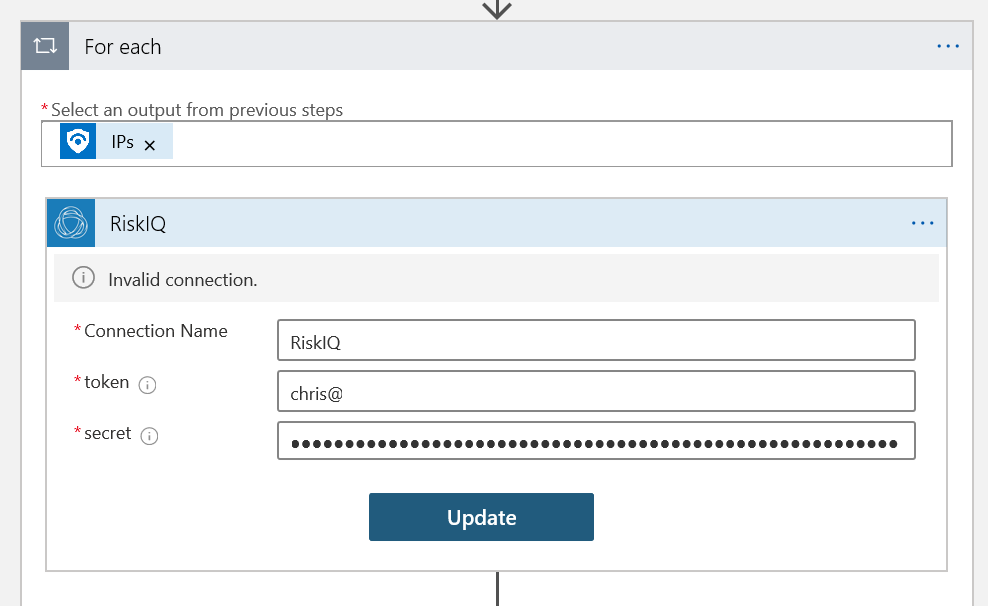 For each
* Select an output from previous steps
IPs ×
RiskIQ
Invalid connection.
* Connection Name
RiskIQ
* token
chris@
* secret
••••••••••••••••••••••••••••••••••••••••••••••••••••••••
Update